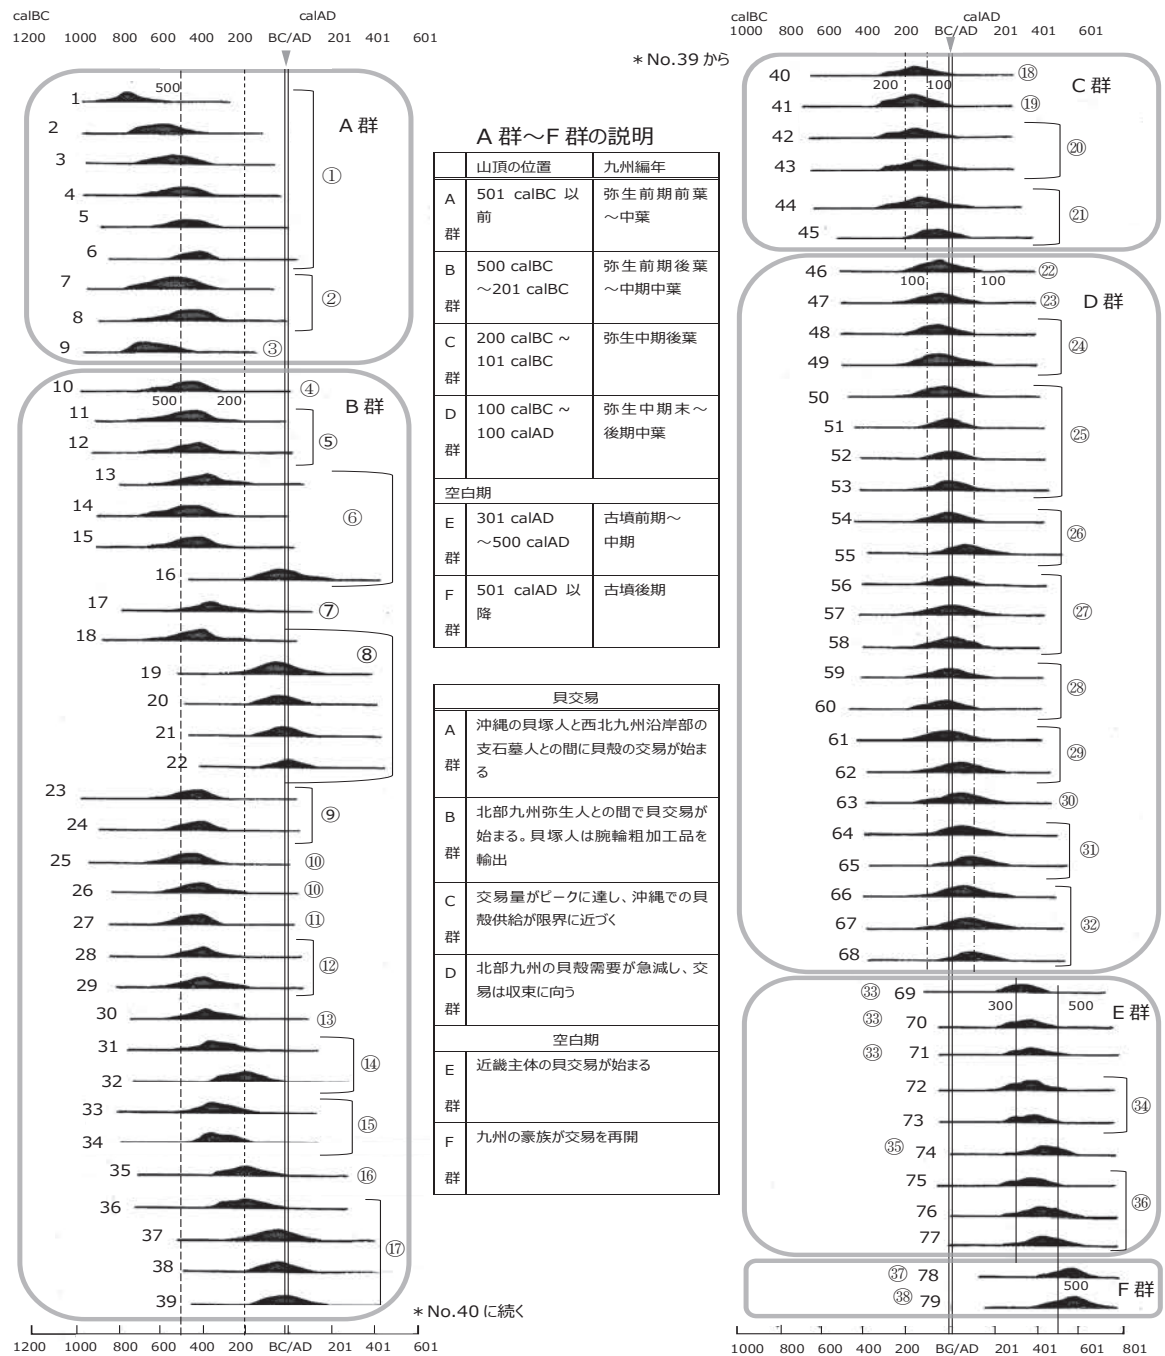 calBC
calAD
1200 1000 800 600 400 200 BC/AD 201 401 601
500
A 群
1
2
3
4
5
6
①
7
8
②
9 ③
10 ④
B 群
500 200
11
12
⑤
13
14
15
16
⑥
17 ⑦
18
19
20
21
22
⑧
23
24
⑨
25 ⑩
26 ⑩
27 ⑪
28
29
⑫
30 ⑬
31
32
⑭
33
34
⑮
35 ⑯
36
37
38
39
⑰
＊No.40 に続く
1000 800 600 400 200 BC/AD 201 401 601
A 群～F 群の説明
山頂の位置 九州編年
A
群
501 calBC 以
前
弥生前期前葉
～中葉
B
群
500 calBC
～201 calBC
弥生前期後葉
～中期中葉
C
群
200 calBC ~
101 calBC
弥生中期後葉
D
群
100 calBC ~
100 calAD
弥生中期末～
後期中葉
空白期
E
群
301 calAD
～500 calAD
古墳前期～
中期
F
群
501 calAD 以
降
古墳後期
貝交易
A
群
沖縄の貝塚人と西北九州沿岸部の
支石墓人との間に貝殻の交易が始ま
る
B
群
北部九州弥生人との間で貝交易が
始まる。貝塚人は腕輪粗加工品を
輸出
C
群
交易量がピークに達し、沖縄での貝
殻供給が限界に近づく
D
群
北部九州の貝殻需要が急減し、交
易は収束に向う
空白期
E
群
近畿主体の貝交易が始まる
F
群
九州の豪族が交易を再開
calBC
calAD
1000 800 600 400 200 BC/AD 201 401 601
＊No.39 から
40 ⑱
C 群
200 100
41 ⑲
42
43
⑳
44
45
㉑
46 ㉒
100 100
D 群
47 ㉓
48
49
㉔
50
51
52
53
㉕
54
55
㉖
56
57
58
㉗
59
60
㉘
61
62
㉙
63 ㉚
64
65
㉛
66
67
68
㉜
㉝ 69
300 500
E 群
㉝ 70
㉝ 71
72
73
㉞
㉟ 74
75
76
77
㊱
㊲ 78
F 群
500
㊳ 79
1000 800 600 400 200 BG/AD 201 401 601 801